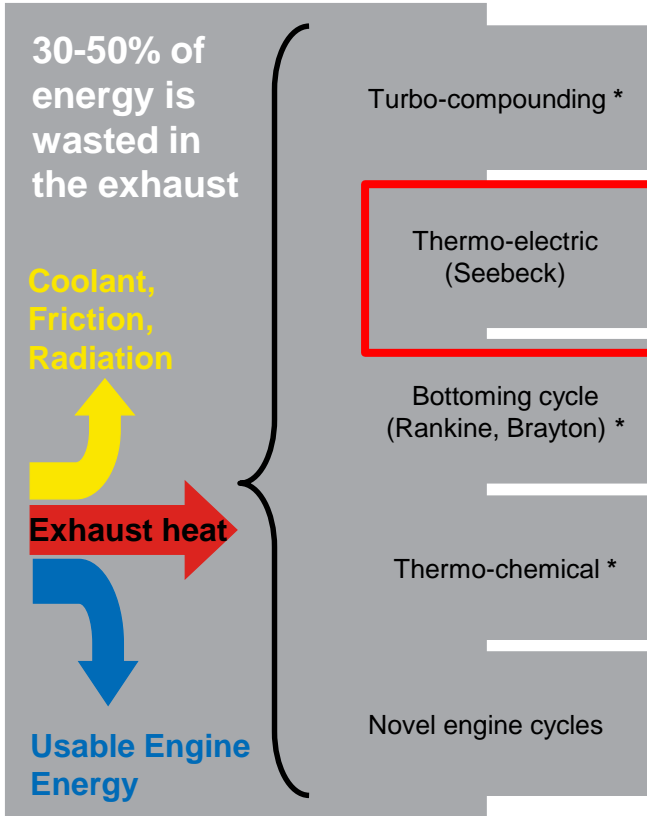 30-50% of
energy is
wasted in
the exhaust
Coolant,
Friction,
Radiation
Exhaust heat
Usable Engine
Energy
Turbo-compounding *
Thermo-electric
(Seebeck)
Bottoming cycle
(Rankine, Brayton) *
Thermo-chemical *
Novel engine cycles